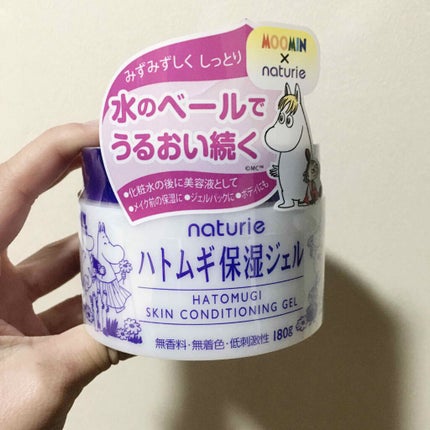 みずみずしく しっとり
水のベールで
うるおい続く
●化粧水の後に美容液として
●メイク前の保湿に●ジェルパックに●ボディにも
MOOMIN
×
naturie
©MC™
naturie
ハトムギ保湿ジェル
HATOMUGI
SKIN CONDITIONING GEL
無香料・無着色・低刺激性 180g